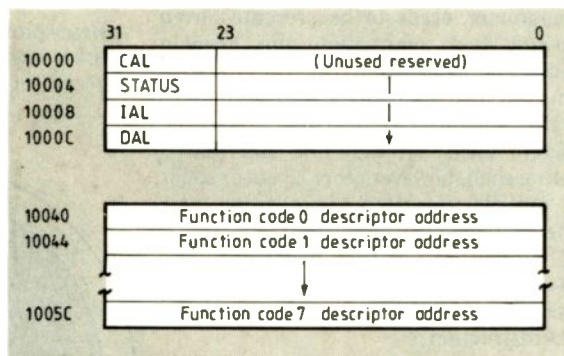 31 23 0
10000 CAL (Unused reserved)
10004 STATUS
10008 IAL
1000C DAL
10040 Function code 0 descriptor address
10044 Function code 1 descriptor address
1005C Function code 7 descriptor address